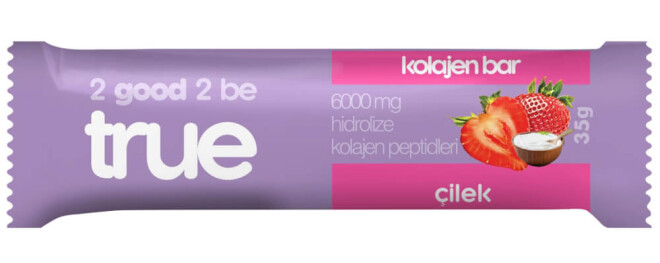 2 good 2 be
true
kolajen bar
6000 mg
hidrolize
kolajen peptidleri
35g
çilek